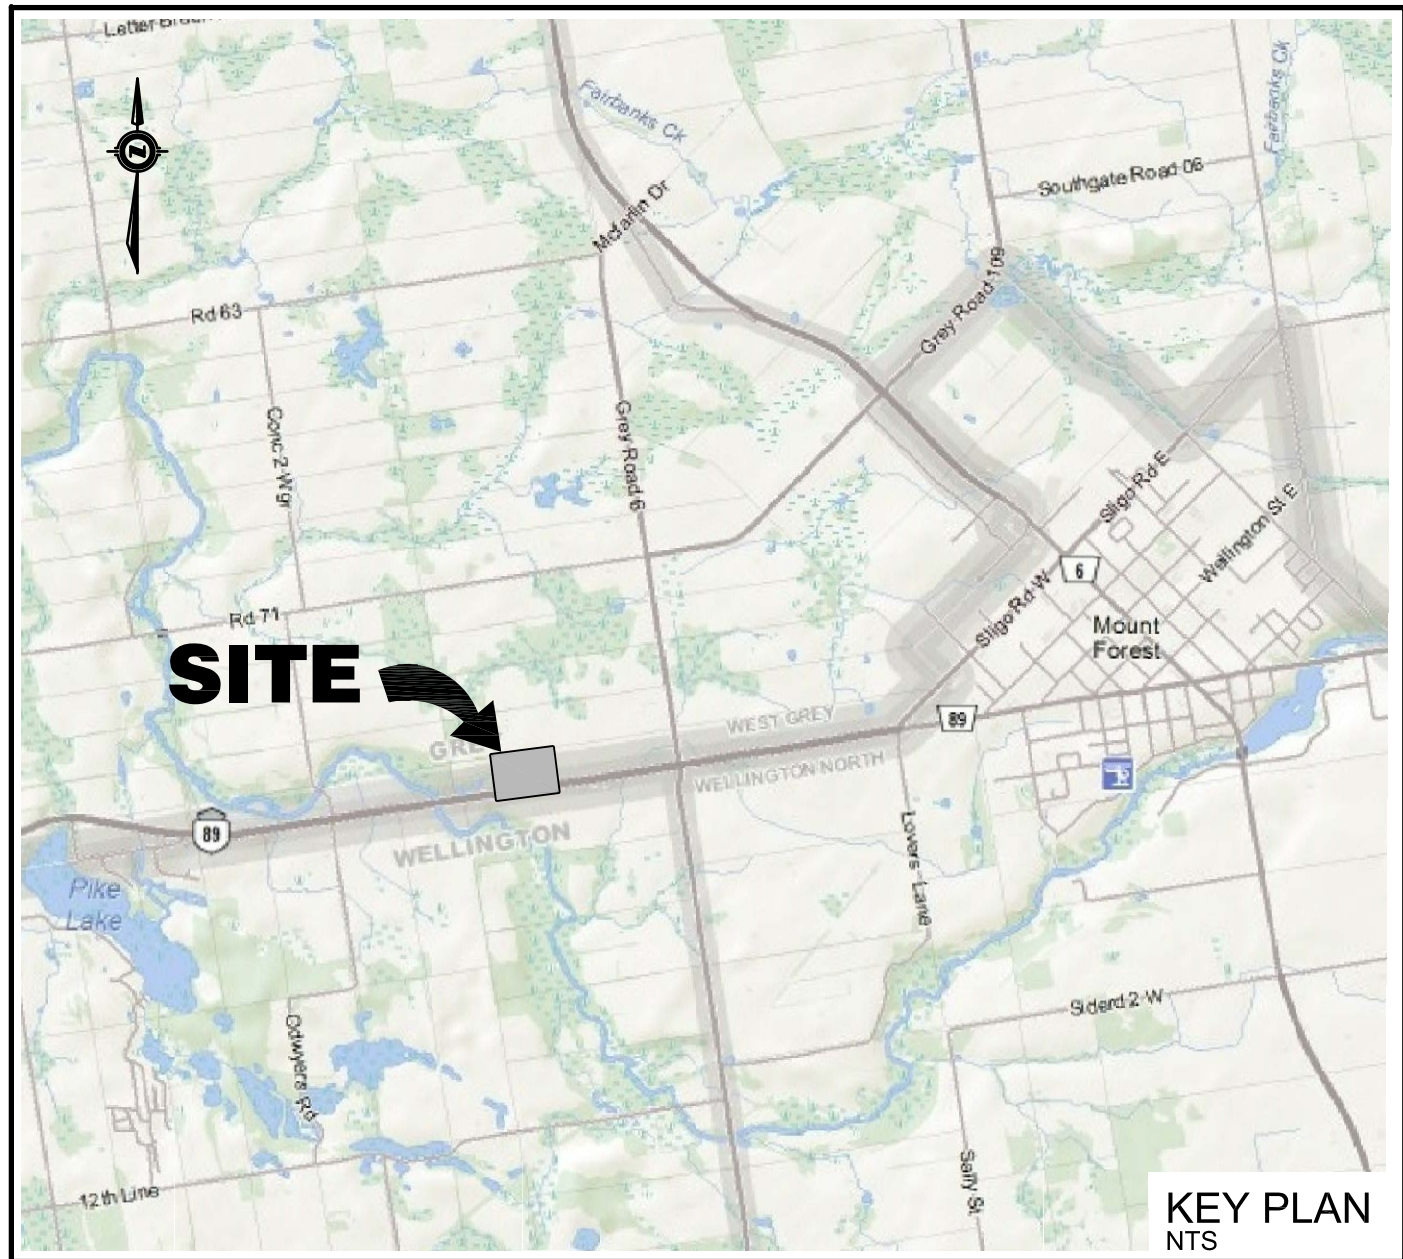 Fairbanks Ck
Fairbanks Ck
Southgate Road 06
Mcfarlin Dr
Grey Road 109
Rd 63
Conc 2 Wgr
Grey Road 6
Sligo Rd E
Wellington St E
6
Sligo Rd W
Rd 71
Mount
Forest
SITE
WEST GREY
89
WELLINGTON NORTH
89
WELLINGTON
Lovers Lane
Pike
Lake
Siderd 2 W
Odwyers Rd
Sally St
12th Line
KEY PLAN
NTS
N